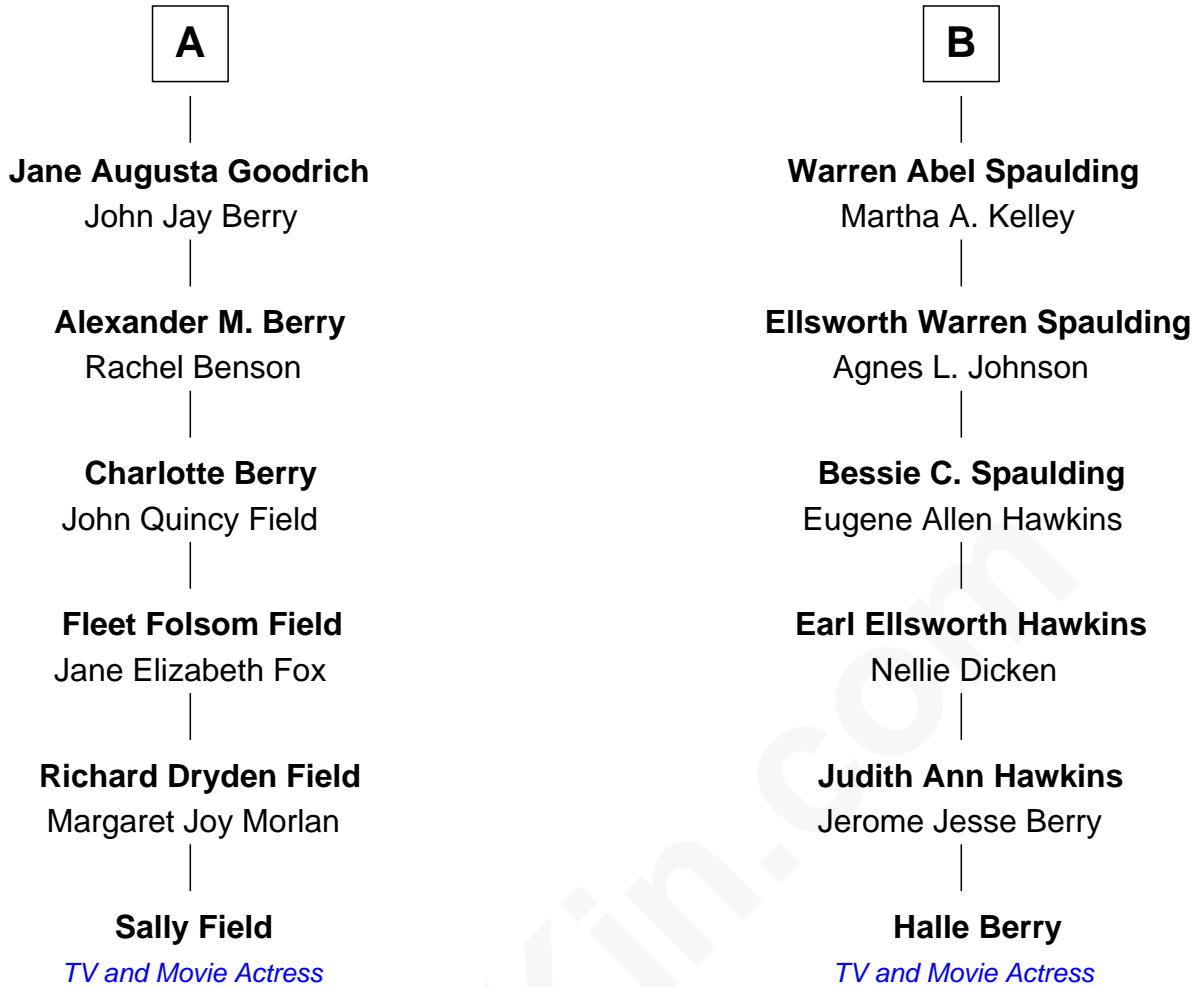 A
Jane Augusta Goodrich
John Jay Berry
Alexander M. Berry
Rachel Benson
Charlotte Berry
John Quincy Field
Fleet Folsom Field
Jane Elizabeth Fox
Richard Dryden Field
Margaret Joy Morlan
Sally Field
TV and Movie Actress
B
Warren Abel Spaulding
Martha A. Kelley
Ellsworth Warren Spaulding
Agnes L. Johnson
Bessie C. Spaulding
Eugene Allen Hawkins
Earl Ellsworth Hawkins
Nellie Dicken
Judith Ann Hawkins
Jerome Jesse Berry
Halle Berry
TV and Movie Actress